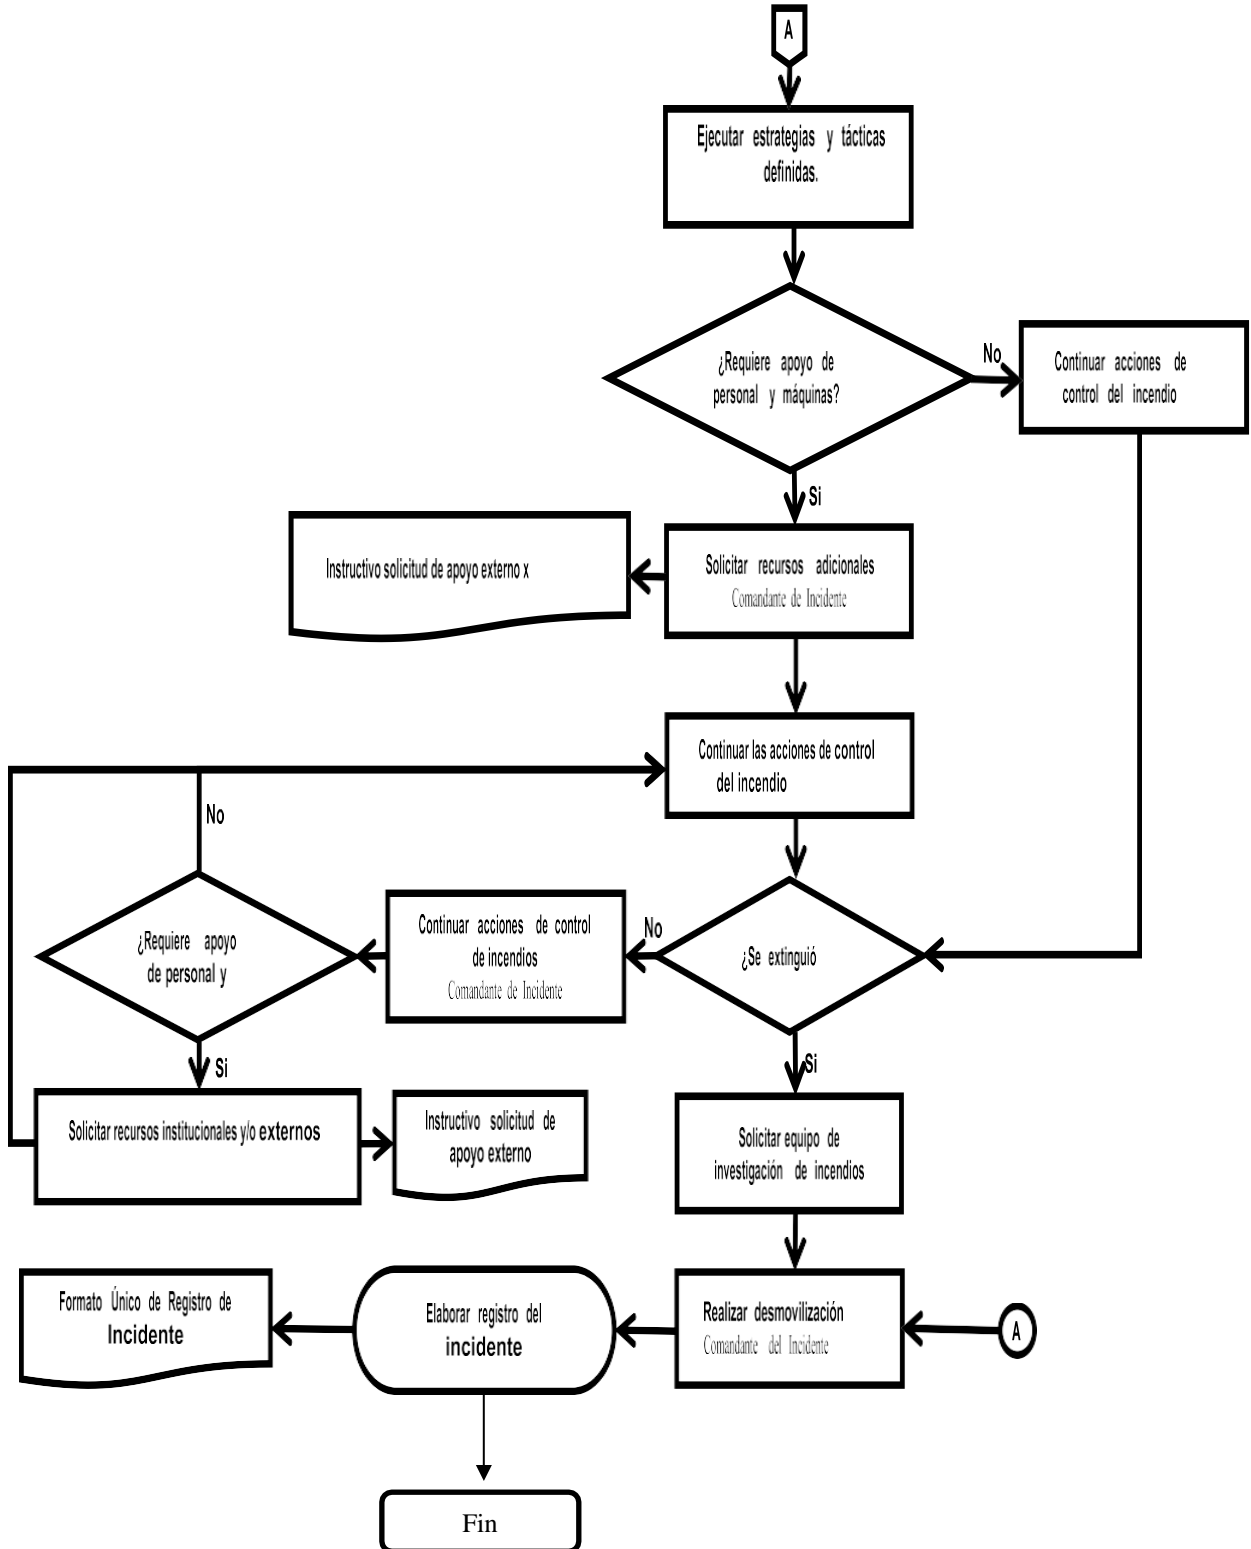 A
Ejecutar estrategias y tácticas
definidas.
¿Requiere apoyo de
personal y máquinas?
No
Continuar acciones de
control del incendio
Si
Instructivo solicitud de apoyo externo x
Solicitar recursos adicionales
Comandante de Incidente
Continuar las acciones de control
del incendio
No
¿Requiere apoyo
de personal y
Continuar acciones de control
de incendios
Comandante de Incidente
No
¿Se extinguió
Si
Si
Solicitar recursos institucionales y/o externos
Instructivo solicitud de
apoyo externo
Solicitar equipo de
investigación de incendios
Formato Único de Registro de
Incidente
Elaborar registro del
incidente
Realizar desmovilización
Comandante del Incidente
A
Fin